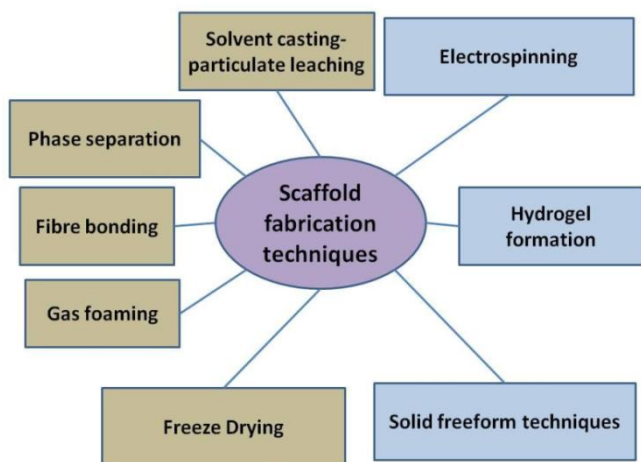 Solvent casting-
particulate leaching
Electrospinning
Phase separation
Scaffold
fabrication
techniques
Fibre bonding
Hydrogel
formation
Gas foaming
Freeze Drying
Solid freeform techniques